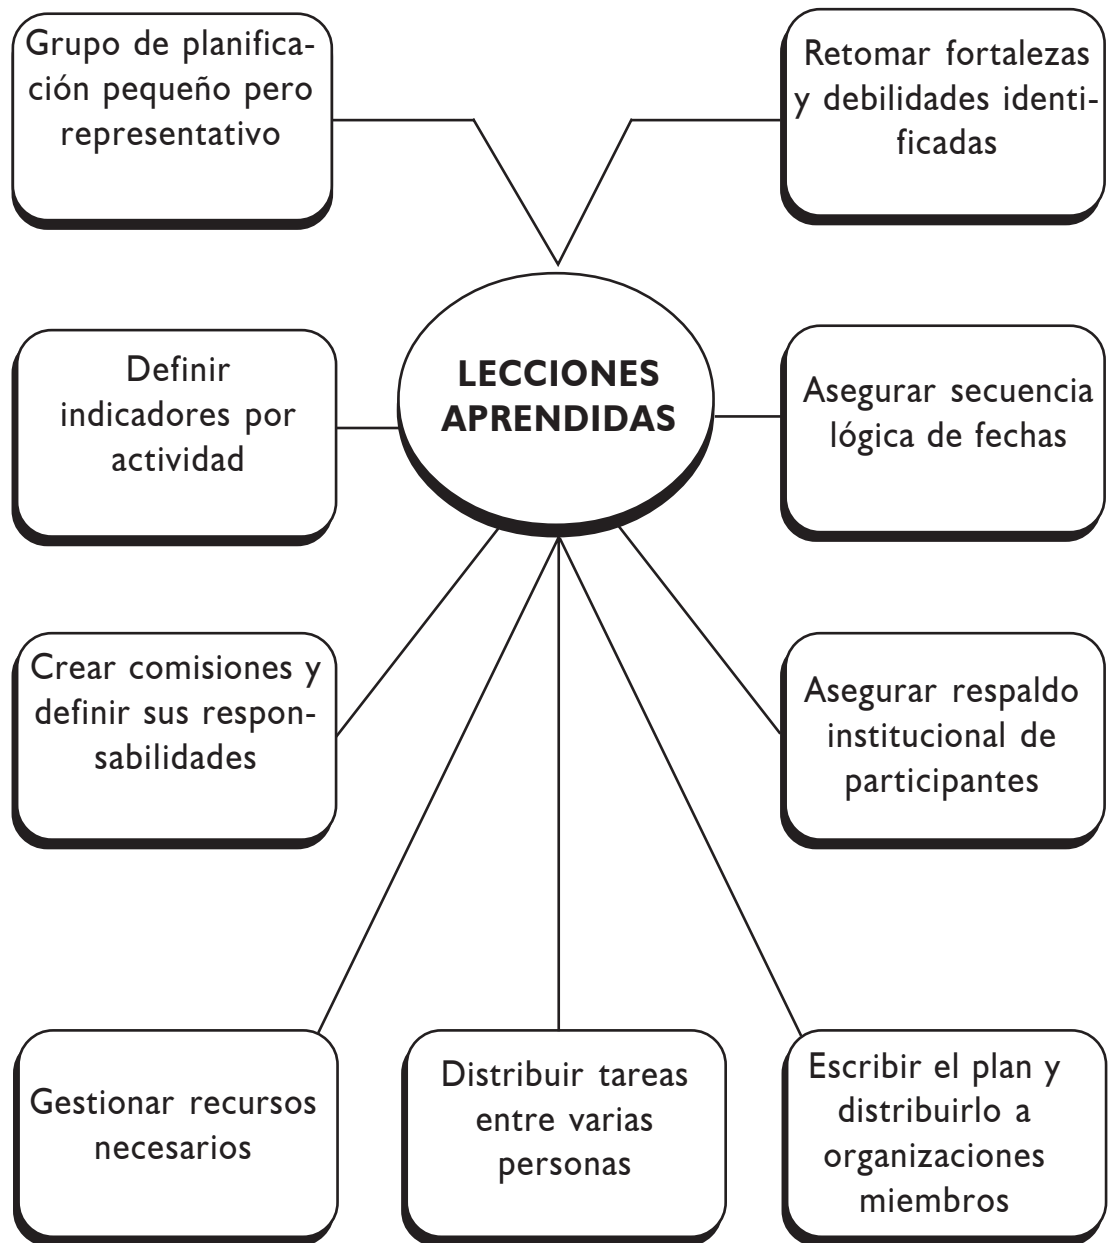 Grupo de planifica-
ción pequeño pero
representativo
Retomar fortalezas
y debilidades identi-
ficadas
LECCIONES
APRENDIDAS
Definir
indicadores por
actividad
Asegurar secuencia
lógica de fechas
Crear comisiones y
definir sus respon-
sabilidades
Asegurar respaldo
institucional de
participantes
Gestionar recursos
necesarios
Distribuir tareas
entre varias
personas
Escribir el plan y
distribuirlo a
organizaciones
miembros